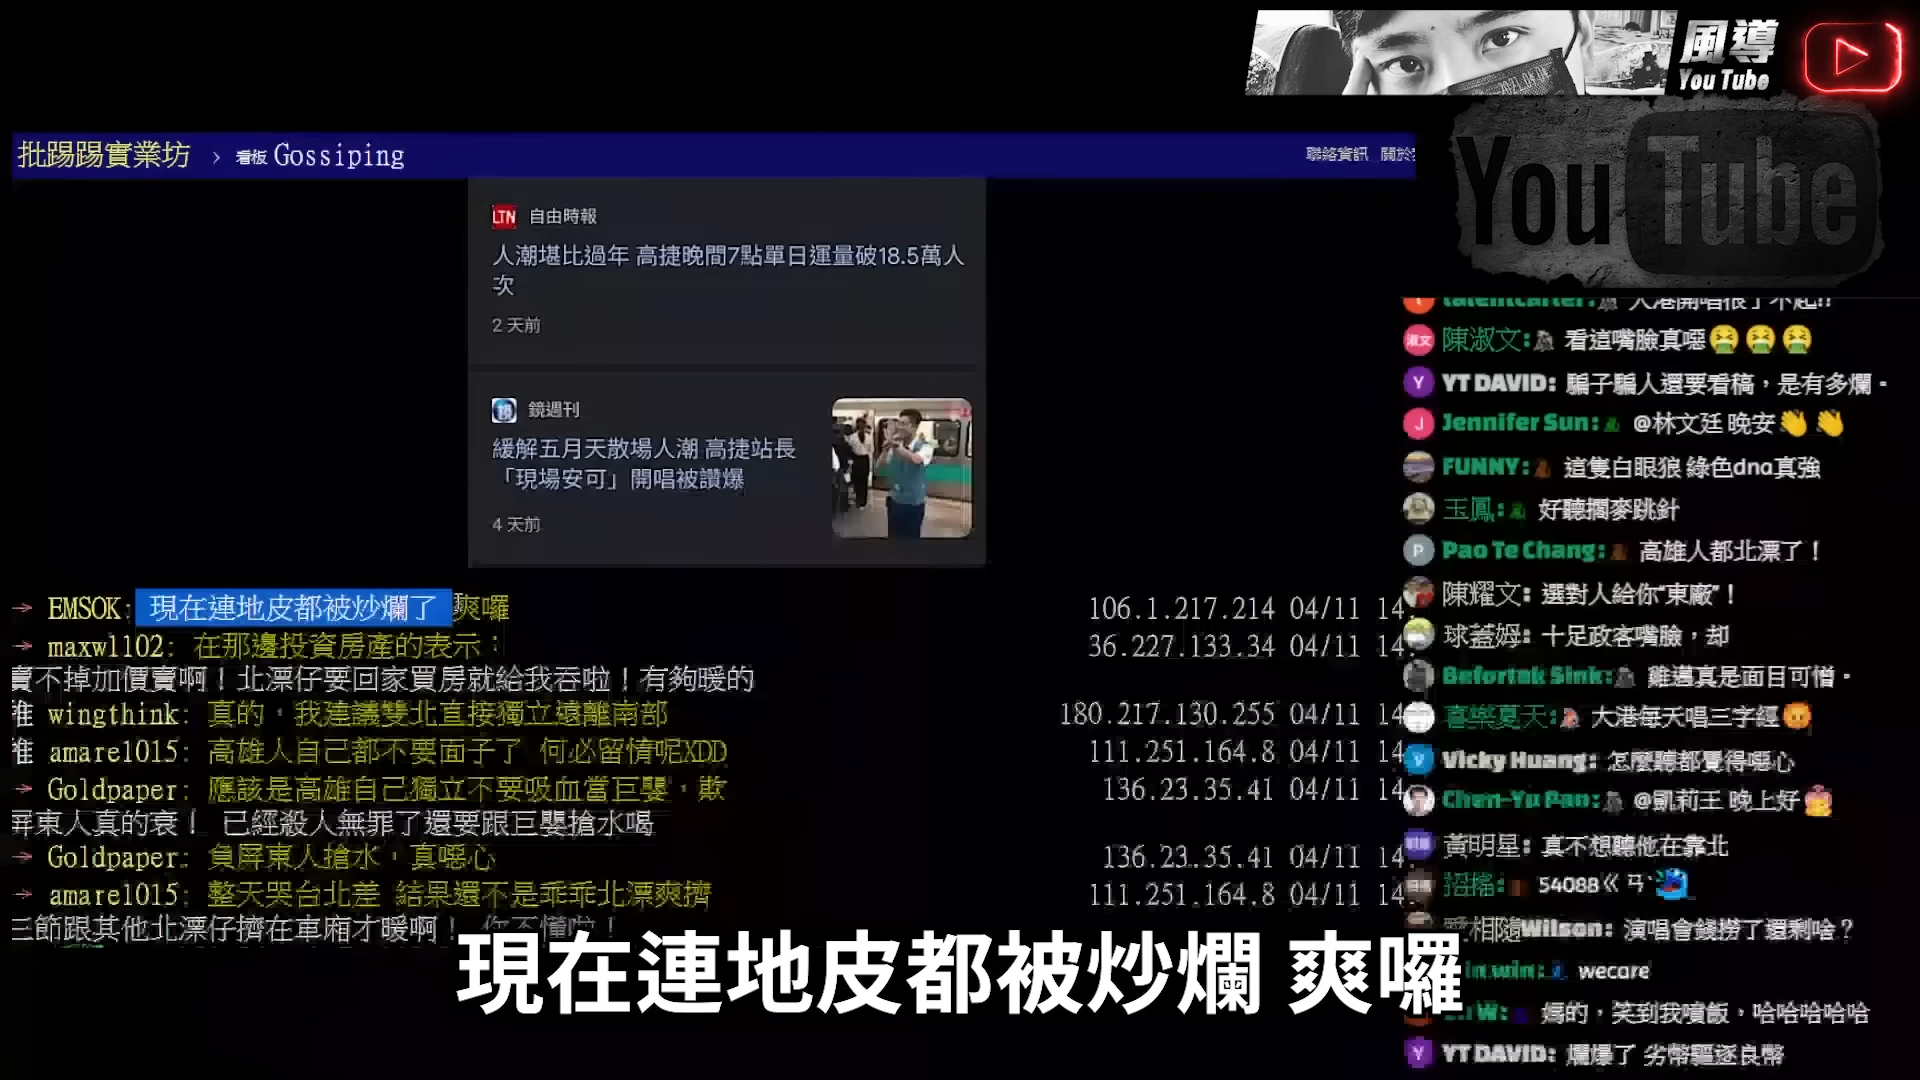 風導
You Tube
You Tube
批踢踢實業坊 › 看板 Gossiping
聯絡資訊 關於
LTN 自由時報
人潮堪比過年 高捷晚間7點單日運量破18.5萬人
次
2 天前
鏡週刊
緩解五月天散場人潮 高捷站長
「現場安可」開唱被讚爆
4 天前
→ EMSOK: 現在連地皮都被炒爛了 爽囉 106.1.217.214 04/11 14
→ maxwl102: 在那邊投資房產的表示: 36.227.133.34 04/11 14
賣不掉加價賣啊!北漂仔要回家買房就給我吞啦!有夠暖的
推 wingthink: 真的,我建議雙北直接獨立遠離南部 180.217.130.255 04/11 14
推 amare1015: 高雄人自己都不要面子了 何必留情呢XDD 111.251.164.8 04/11 14
→ Goldpaper: 應該是高雄自己獨立不要吸血當巨嬰,欺 136.23.35.41 04/11 14
屏東人真的衰! 已經殺人無罪了還要跟巨嬰搶水喝
→ Goldpaper: 負屏東人搶水,真噁心 136.23.35.41 04/11 14
→ amare1015: 整天哭台北差 結果還不是乖乖北漂爽擠 111.251.164.8 04/11 14
三節跟其他北漂仔擠在車廂才暖啊! 你不懂啦!
talentcarter: 大港開唱很了不起!!
陳淑文: 看這嘴臉真噁🤮🤮🤮
YT DAVID: 騙子騙人還要看稿,是有多爛。
Jennifer Sun: @林文廷 晚安👋👋
FUNNY: 這隻白眼狼 綠色dna真強
玉鳳: 好聽擱麥跳針
Pao Te Chang: 高雄人都北漂了!
陳耀文: 選對人給你“東廠”!
球蓋姆: 十足政客嘴臉,却
Befortak Sink: 雞邁真是面目可憎。
喜樂夏天: 大港每天唱三字經
Vicky Huang: 怎麼聽都覺得噁心
Chen-Yu Pan: @凱莉王 晚上好
黃明星: 真不想聽他在靠北
54088ㄍㄢˋ
愛相隨Wilson: 演唱會錢撈了還剩啥?
wecare
媽的,笑到我噴飯,哈哈哈哈哈
YT DAVID: 爛爆了 劣幣驅逐良幣
現在連地皮都被炒爛 爽囉